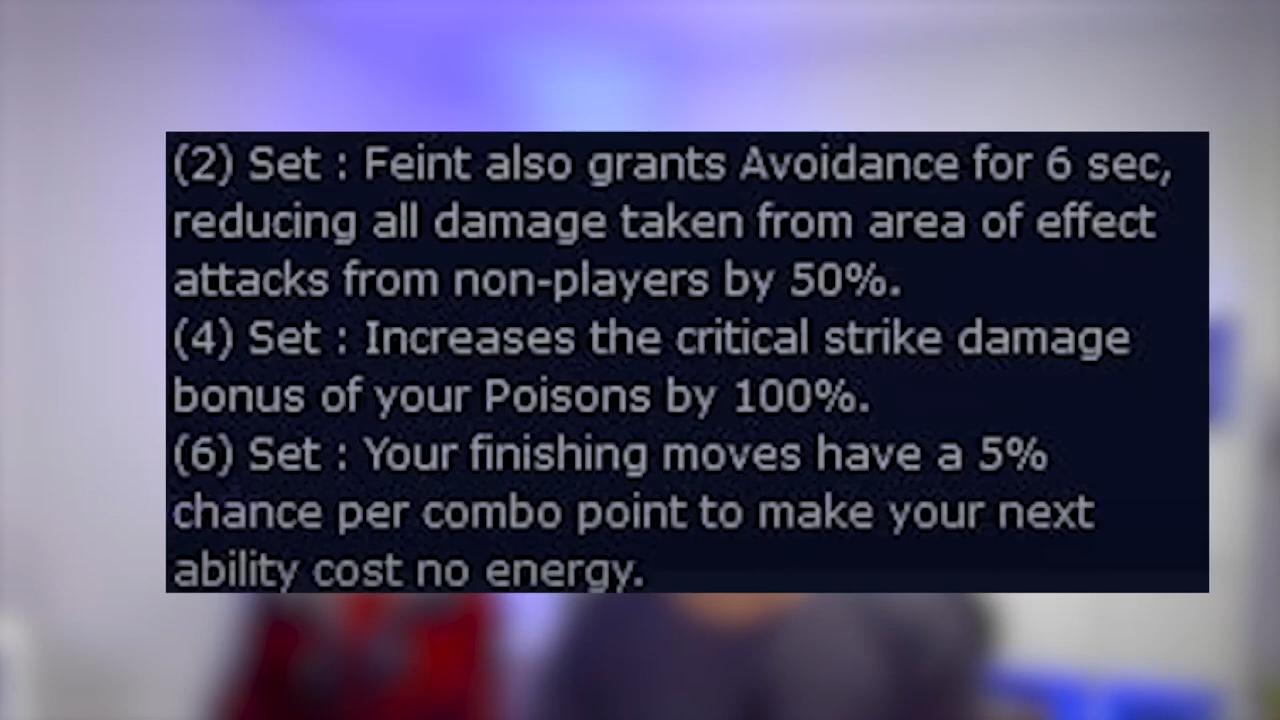 (2) Set : Feint also grants Avoidance for 6 sec,
reducing all damage taken from area of effect
attacks from non-players by 50%.
(4) Set : Increases the critical strike damage
bonus of your Poisons by 100%.
(6) Set : Your finishing moves have a 5%
chance per combo point to make your next
ability cost no energy.